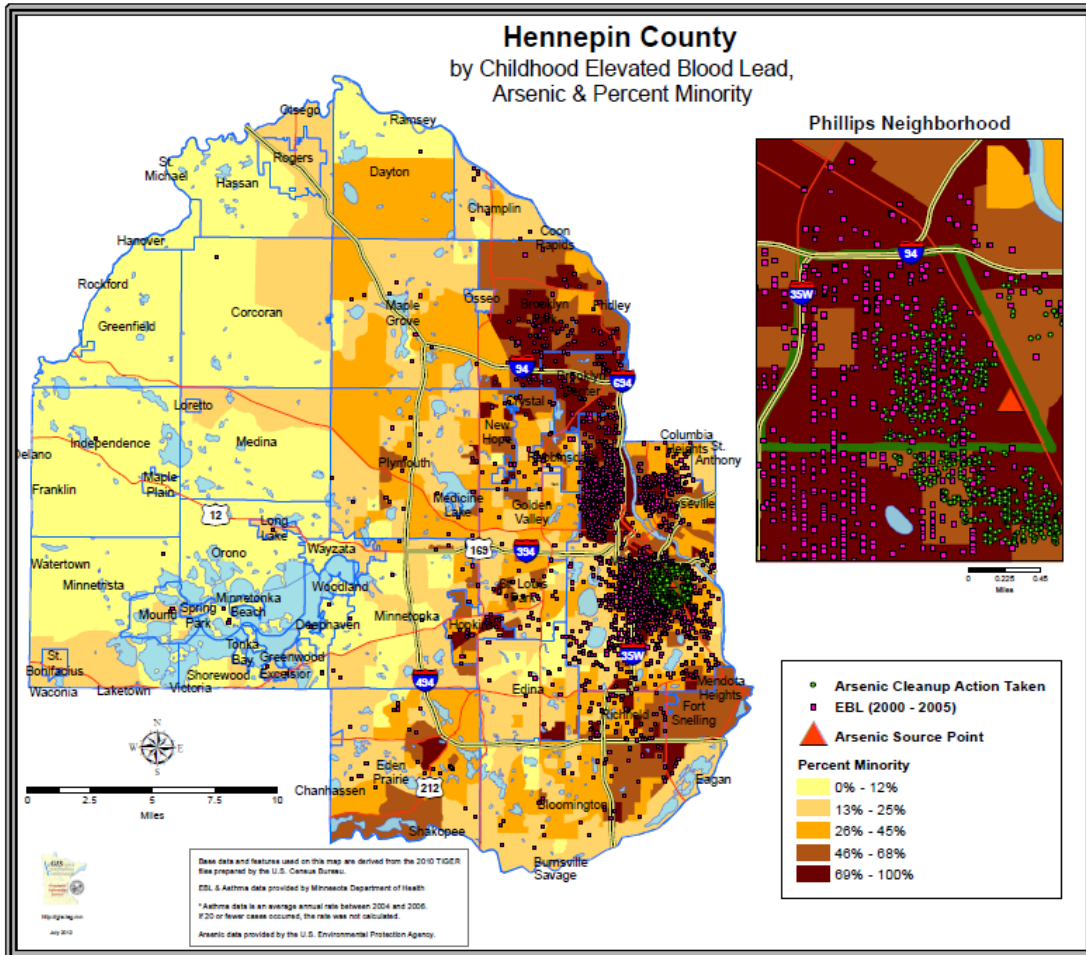 Hennepin County
by Childhood Elevated Blood Lead,
Arsenic & Percent Minority
Phillips Neighborhood
Otsego
Ramsey
Rogers
St.
Michael
Hassan
Dayton
Champlin
Hanover
Coon
Rapids
Rockford
Corcoran
Greenfield
Maple
Grove
Osseo
Brooklyn
Fridley
94
694
Crystal
Loretto
New
Hope
Independence
Medina
Delano
Maple
Plain
Plymouth
Columbia
Heights
St.
Anthony
Franklin
Medicine
Lake
Golden
Valley
12
Long
Lake
Wayzata
169
394
Orono
Watertown
Minnetrista
Woodland
Minnetonka
Beach
Spring
Park
Mound
Minnetonka
St. Louis
Park
Deephaven
Hopkins
Tonka
Bay
Greenwood
Excelsior
Shorewood
St.
Bonifacius
Waconia
Laketown
Victoria
35W
494
Edina
Mendota
Heights
Richfield
Fort
Snelling
Eden
Prairie
212
Chanhassen
Bloomington
Eagan
Shakopee
Burnsville
Savage
94
35W
0 0.225 0.45
Miles
N
W E
S
0 2.5 5 7.5 10
Miles
Arsenic Cleanup Action Taken
EBL (2000 - 2005)
Arsenic Source Point
Percent Minority
0% - 12%
13% - 25%
26% - 45%
46% - 68%
69% - 100%
Base data and features used on this map are derived from the 2010 TIGER
files prepared by the U.S. Census Bureau.
EBL & Asthma data provided by Minnesota Department of Health
* Asthma data is an average annual rate between 2004 and 2006.
If 20 or fewer cases occurred, the rate was not calculated.
Arsenic data provided by the U.S. Environmental Protection Agency.
GIS